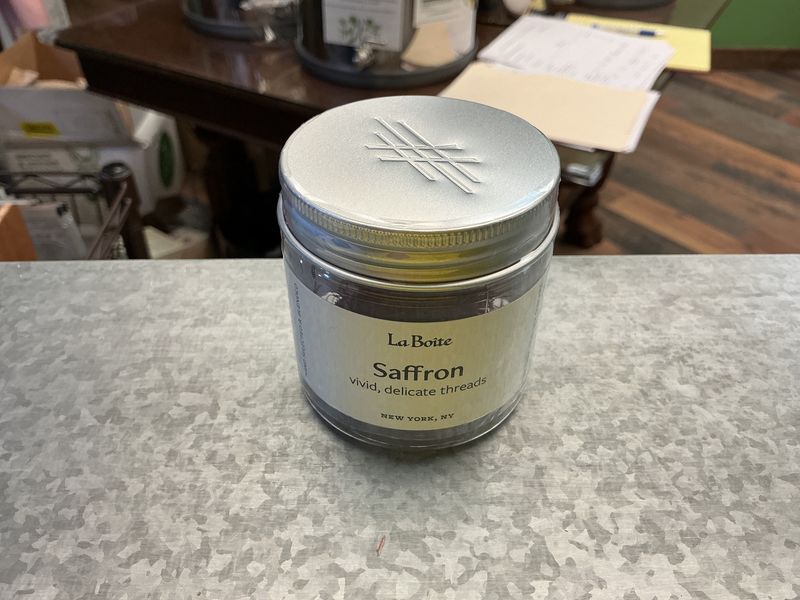 La Boîte
Saffron
vivid, delicate threads
NEW YORK, NY